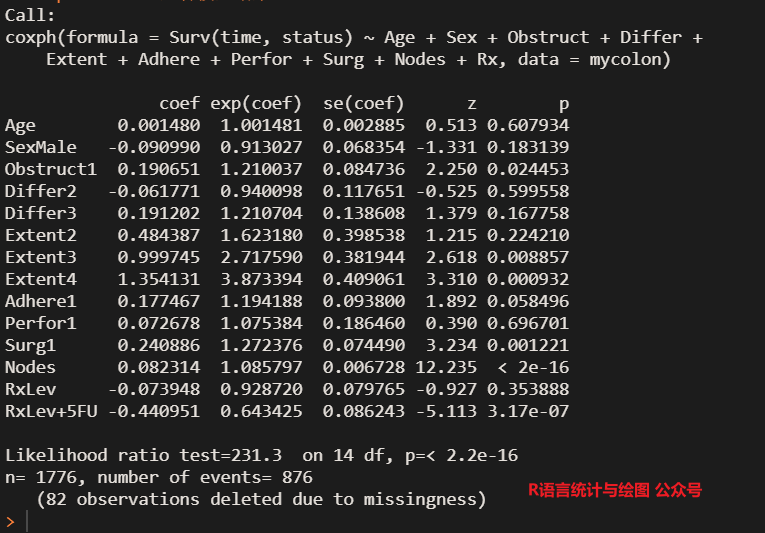 Call:
coxph(formula = Surv(time, status) ~ Age + Sex + Obstruct + Differ +
    Extent + Adhere + Perfor + Surg + Nodes + Rx, data = mycolon)

               coef exp(coef)  se(coef)      z        p
Age        0.001480  1.001481  0.002885  0.513 0.607934
SexMale   -0.090990  0.913027  0.068354 -1.331 0.183139
Obstruct1  0.190651  1.210037  0.084736  2.250 0.024453
Differ2   -0.061771  0.940098  0.117651 -0.525 0.599558
Differ3    0.191202  1.210704  0.138608  1.379 0.167758
Extent2    0.484387  1.623180  0.398538  1.215 0.224210
Extent3    0.999745  2.717590  0.381944  2.618 0.008857
Extent4    1.354131  3.873394  0.409061  3.310 0.000932
Adhere1    0.177467  1.194188  0.093800  1.892 0.058496
Perfor1    0.072678  1.075384  0.186460  0.390 0.696701
Surg1      0.240886  1.272376  0.074490  3.234 0.001221
Nodes      0.082314  1.085797  0.006728 12.235  < 2e-16
RxLev     -0.073948  0.928720  0.079765 -0.927 0.353888
RxLev+5FU -0.440951  0.643425  0.086243 -5.113 3.17e-07

Likelihood ratio test=231.3  on 14 df, p=< 2.2e-16
n= 1776, number of events= 876
   (82 observations deleted due to missingness)
R语言统计与绘图 公众号
>